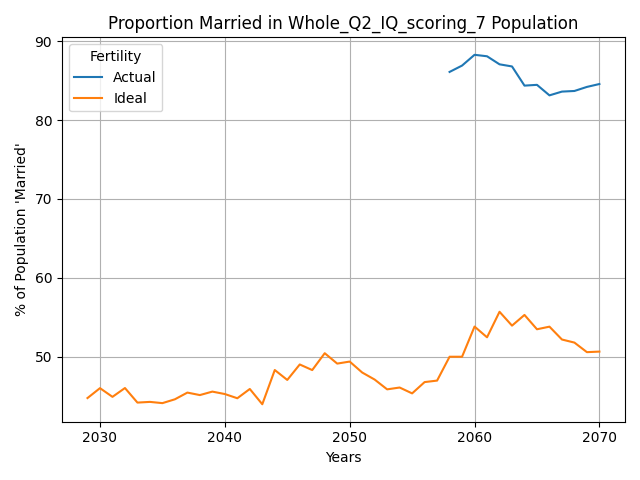 Proportion Married in Whole_Q2_IQ_scoring_7 Population
90
80
70
60
50
% of Population 'Married'
Fertility
Actual
Ideal
2030 2040 2050 2060 2070
Years